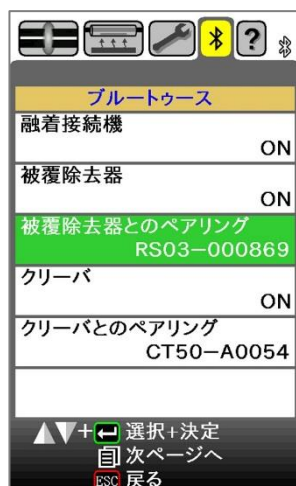 ?
ブルートゥース
融着接続機
ON
被覆除去器
ON
被覆除去器とのペアリング
RS03-000869
クリーバ
ON
クリーバとのペアリング
CT50-A0054
+ 選択+決定
次ページへ
ESC 戻る